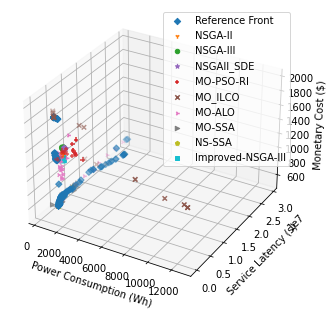 Reference Front
NSGA-II
NSGA-III
NSGAII_SDE
MO-PSO-RI
MO_ILCO
MO-ALO
MO-SSA
NS-SSA
Improved-NSGA-III
2000
1800
1600
1400
1200
1000
800
600
Monetary Cost ($)
0
2000
4000
6000
8000
10000
12000
Power Consumption (Wh)
0.0
0.5
1.0
1.5
2.0
2.5
3.0
Service Latency (S)
1e7